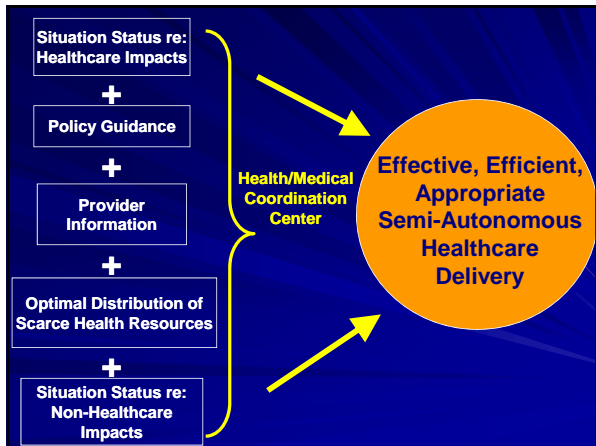 Situation Status re:
Healthcare Impacts
+
Policy Guidance
+
Provider
Information
+
Optimal Distribution of
Scarce Health Resources
+
Situation Status re:
Non-Healthcare
Impacts
Health/Medical
Coordination
Center
Effective, Efficient,
Appropriate
Semi-Autonomous
Healthcare
Delivery